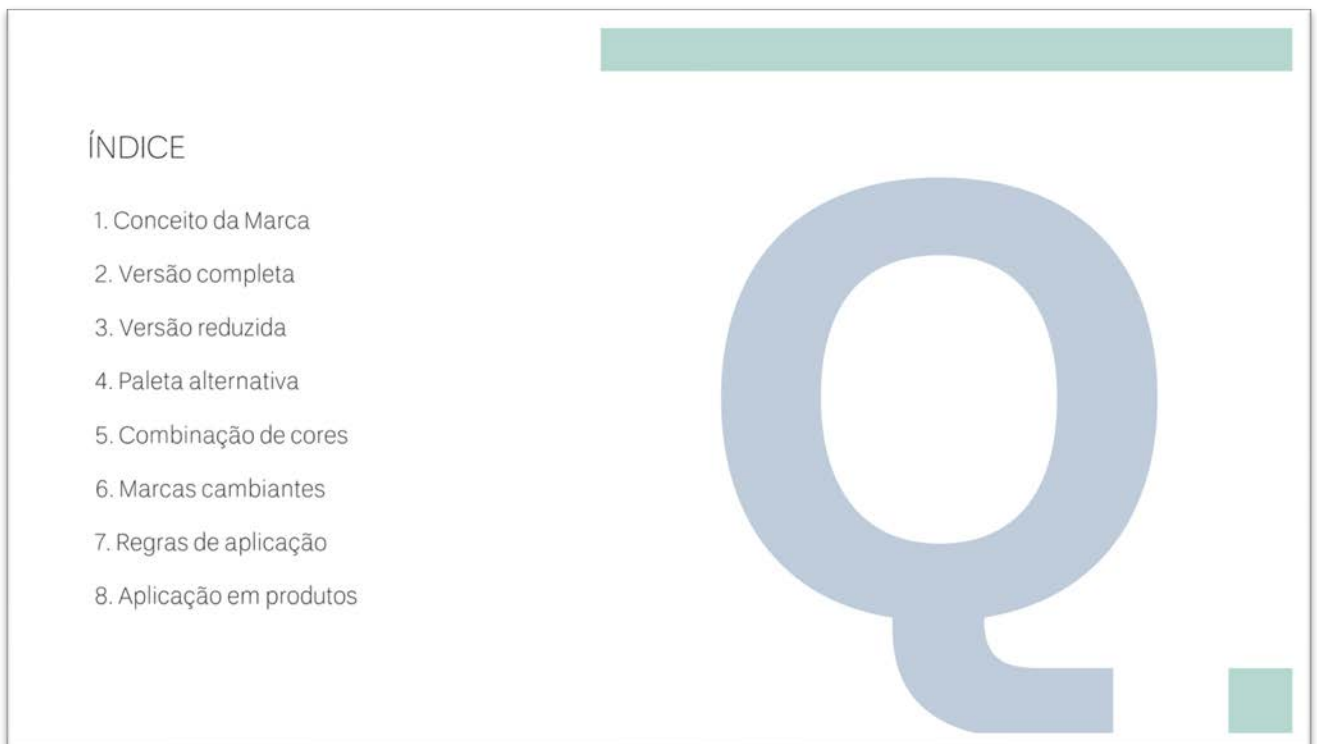 ÍNDICE
1. Conceito da Marca
2. Versão completa
3. Versão reduzida
4. Paleta alternativa
5. Combinação de cores
6. Marcas cambiantes
7. Regras de aplicação
8. Aplicação em produtos
Q